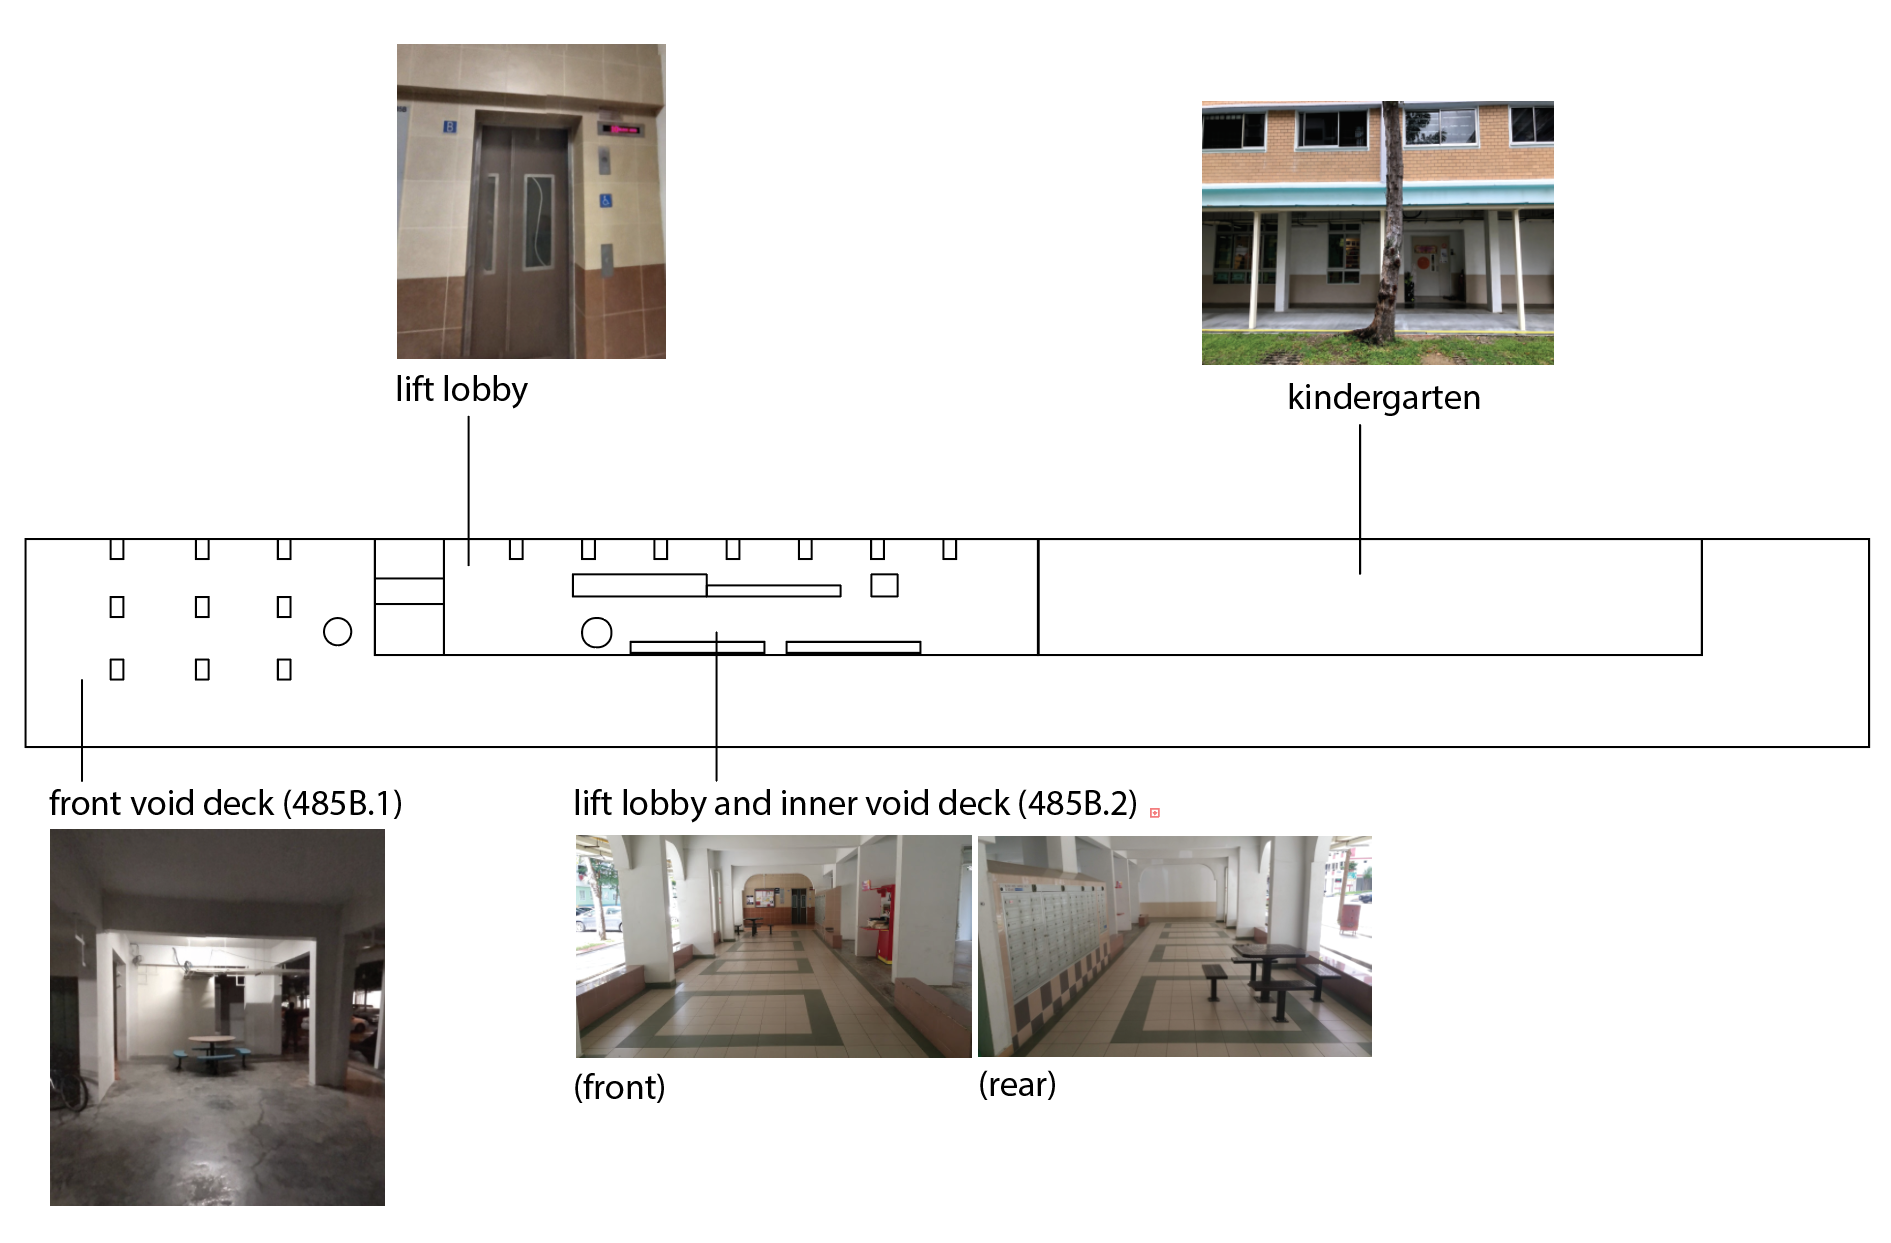 lift lobby
kindergarten
front void deck (485B.1)
lift lobby and inner void deck (485B.2)
(front)
(rear)